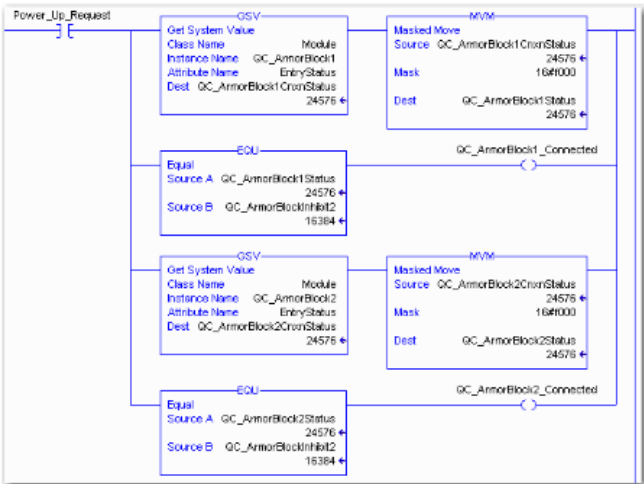 Power_Up_Request
GSV
Get System Value
Class Name Module
Instance Name QC_ArmorBlock1
Attribute Name EntryStatus
Dest QC_ArmorBlock1CnxnStatus
24576
MVM
Masked Move
Source QC_ArmorBlock1CnxnStatus
24576
Mask 16#f000
Dest QC_ArmorBlock1Status
24576
EQU
Equal
Source A QC_ArmorBlock1Status
24576
Source B QC_ArmorBlockInhibit2
16384
QC_ArmorBlock1_Connected
GSV
Get System Value
Class Name Module
Instance Name QC_ArmorBlock2
Attribute Name EntryStatus
Dest QC_ArmorBlock2CnxnStatus
24576
MVM
Masked Move
Source QC_ArmorBlock2CnxnStatus
24576
Mask 16#f000
Dest QC_ArmorBlock2Status
24576
EQU
Equal
Source A QC_ArmorBlock2Status
24576
Source B QC_ArmorBlockInhibit2
16384
QC_ArmorBlock2_Connected